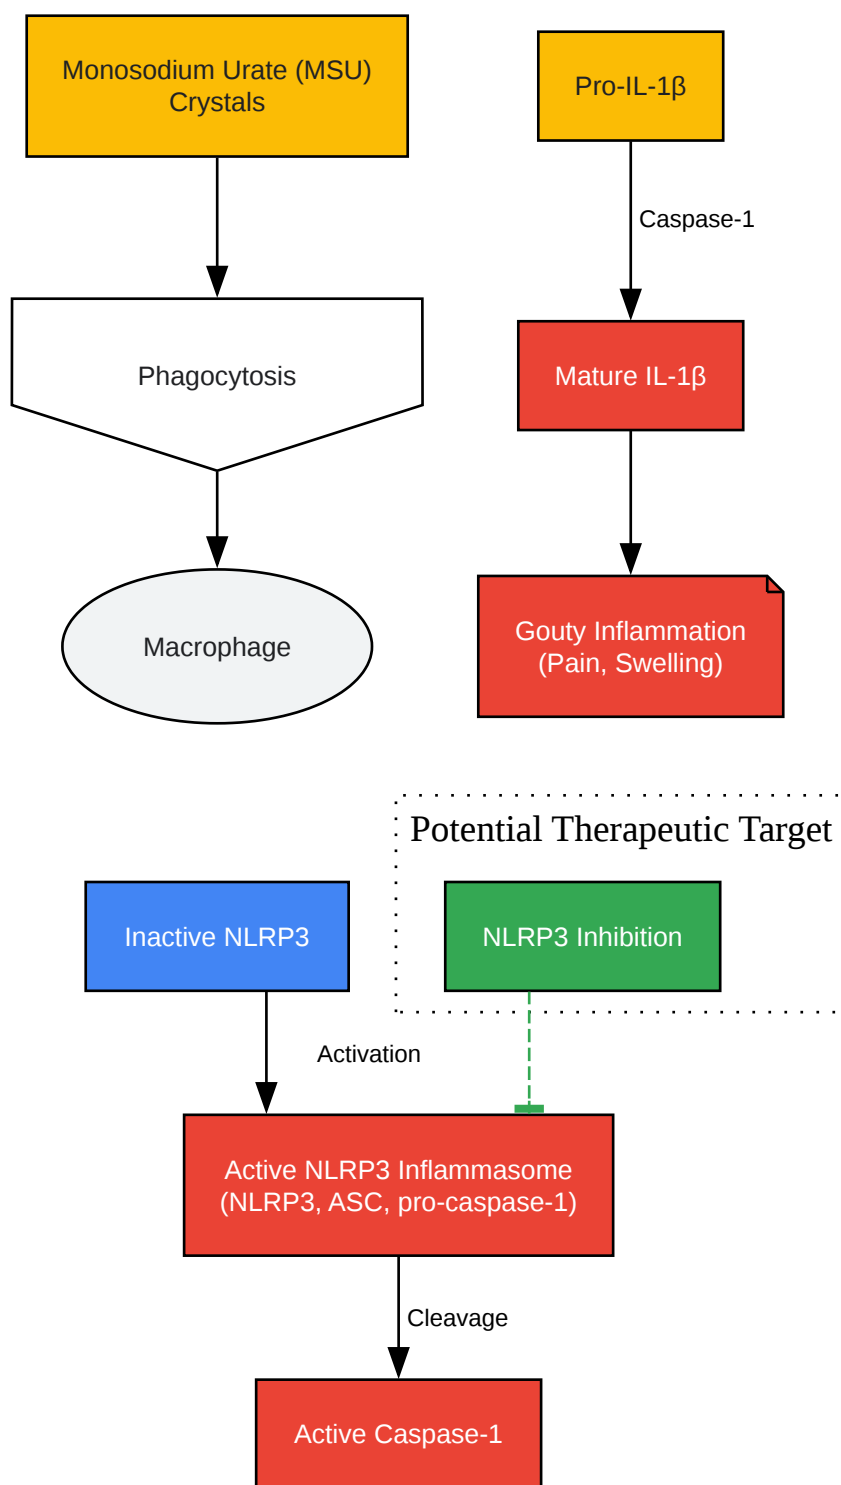 Monosodium Urate (MSU)
Crystals
Pro-IL-1β
Caspase-1
Phagocytosis
Mature IL-1β
Macrophage
Gouty Inflammation
(Pain, Swelling)
Potential Therapeutic Target
Inactive NLRP3
NLRP3 Inhibition
Activation
Active NLRP3 Inflammasome
(NLRP3, ASC, pro-caspase-1)
Cleavage
Active Caspase-1